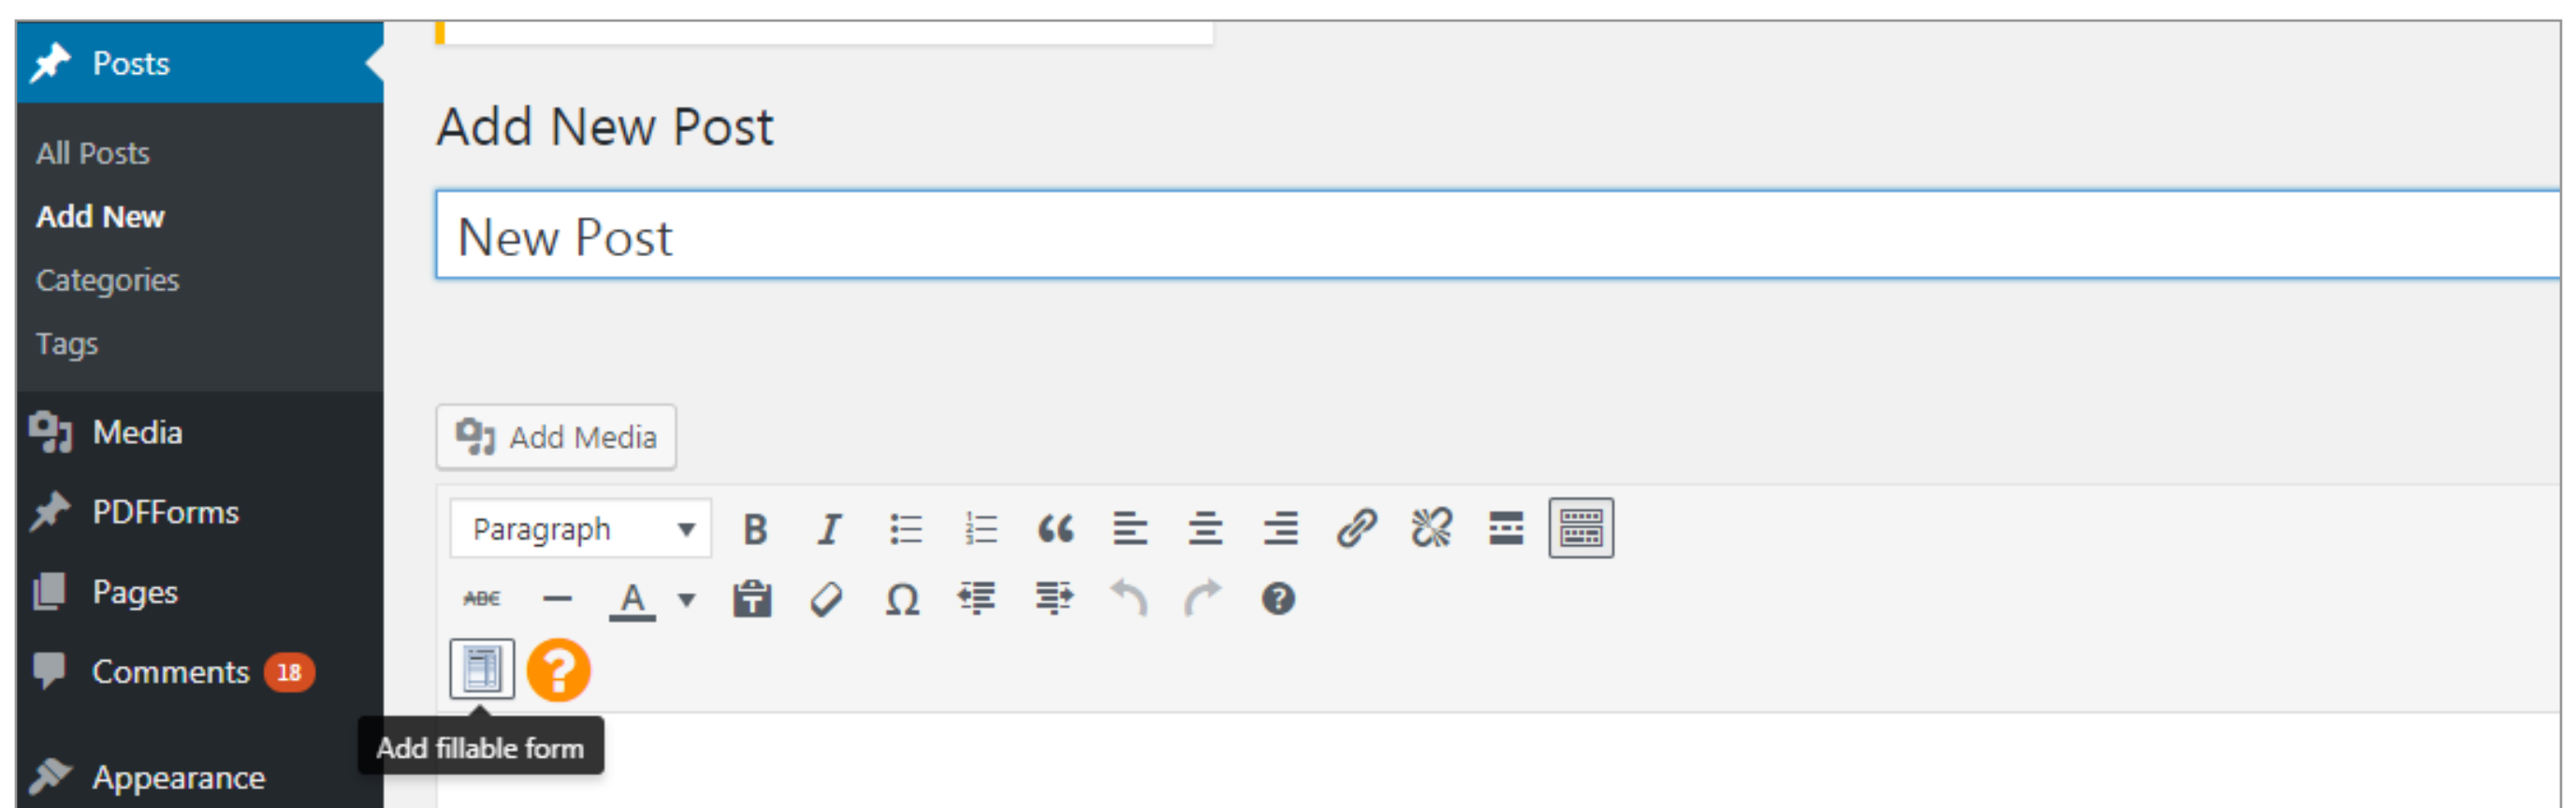 Posts
All Posts
Add New
Categories
Tags
Media
PDFForms
Pages
Comments 18
Appearance
Add New Post
New Post
Add Media
Paragraph B I
ABC A Ω ?
?
Add fillable form